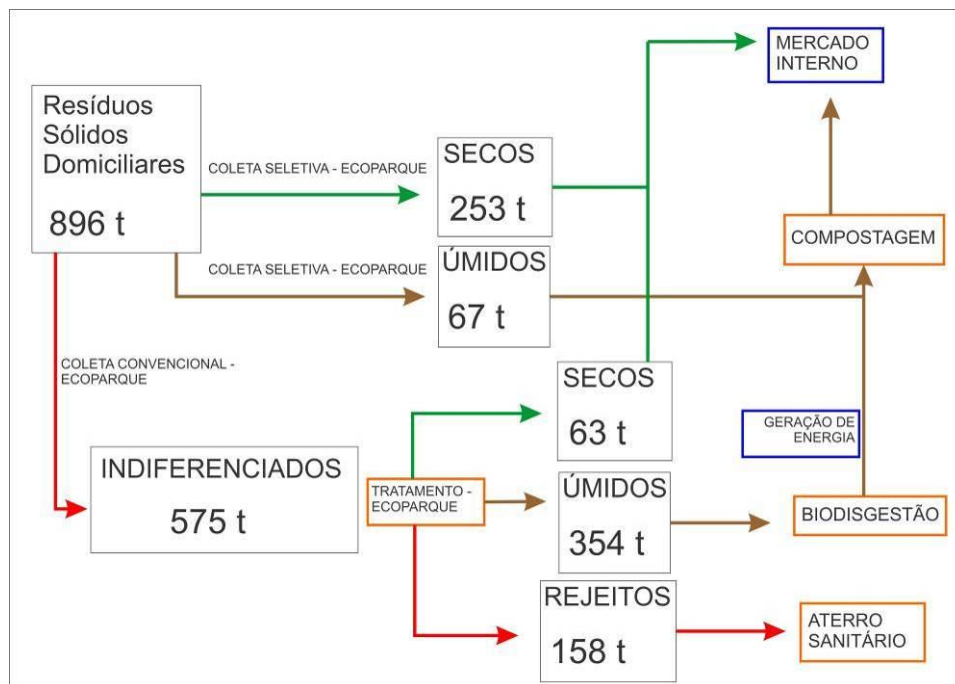 MERCADO
INTERNO
Resíduos
Sólidos
Domiciliares
896 t
COLETA SELETIVA - ECOPARQUE
SECOS
253 t
COMPOSTAGEM
COLETA SELETIVA - ECOPARQUE
ÚMIDOS
67 t
COLETA CONVENCIONAL -
ECOPARQUE
SECOS
63 t
GERAÇÃO DE
ENERGIA
INDIFERENCIADOS
575 t
TRATAMENTO -
ECOPARQUE
ÚMIDOS
354 t
BIODISGESTÃO
REJEITOS
158 t
ATERRO
SANITÁRIO